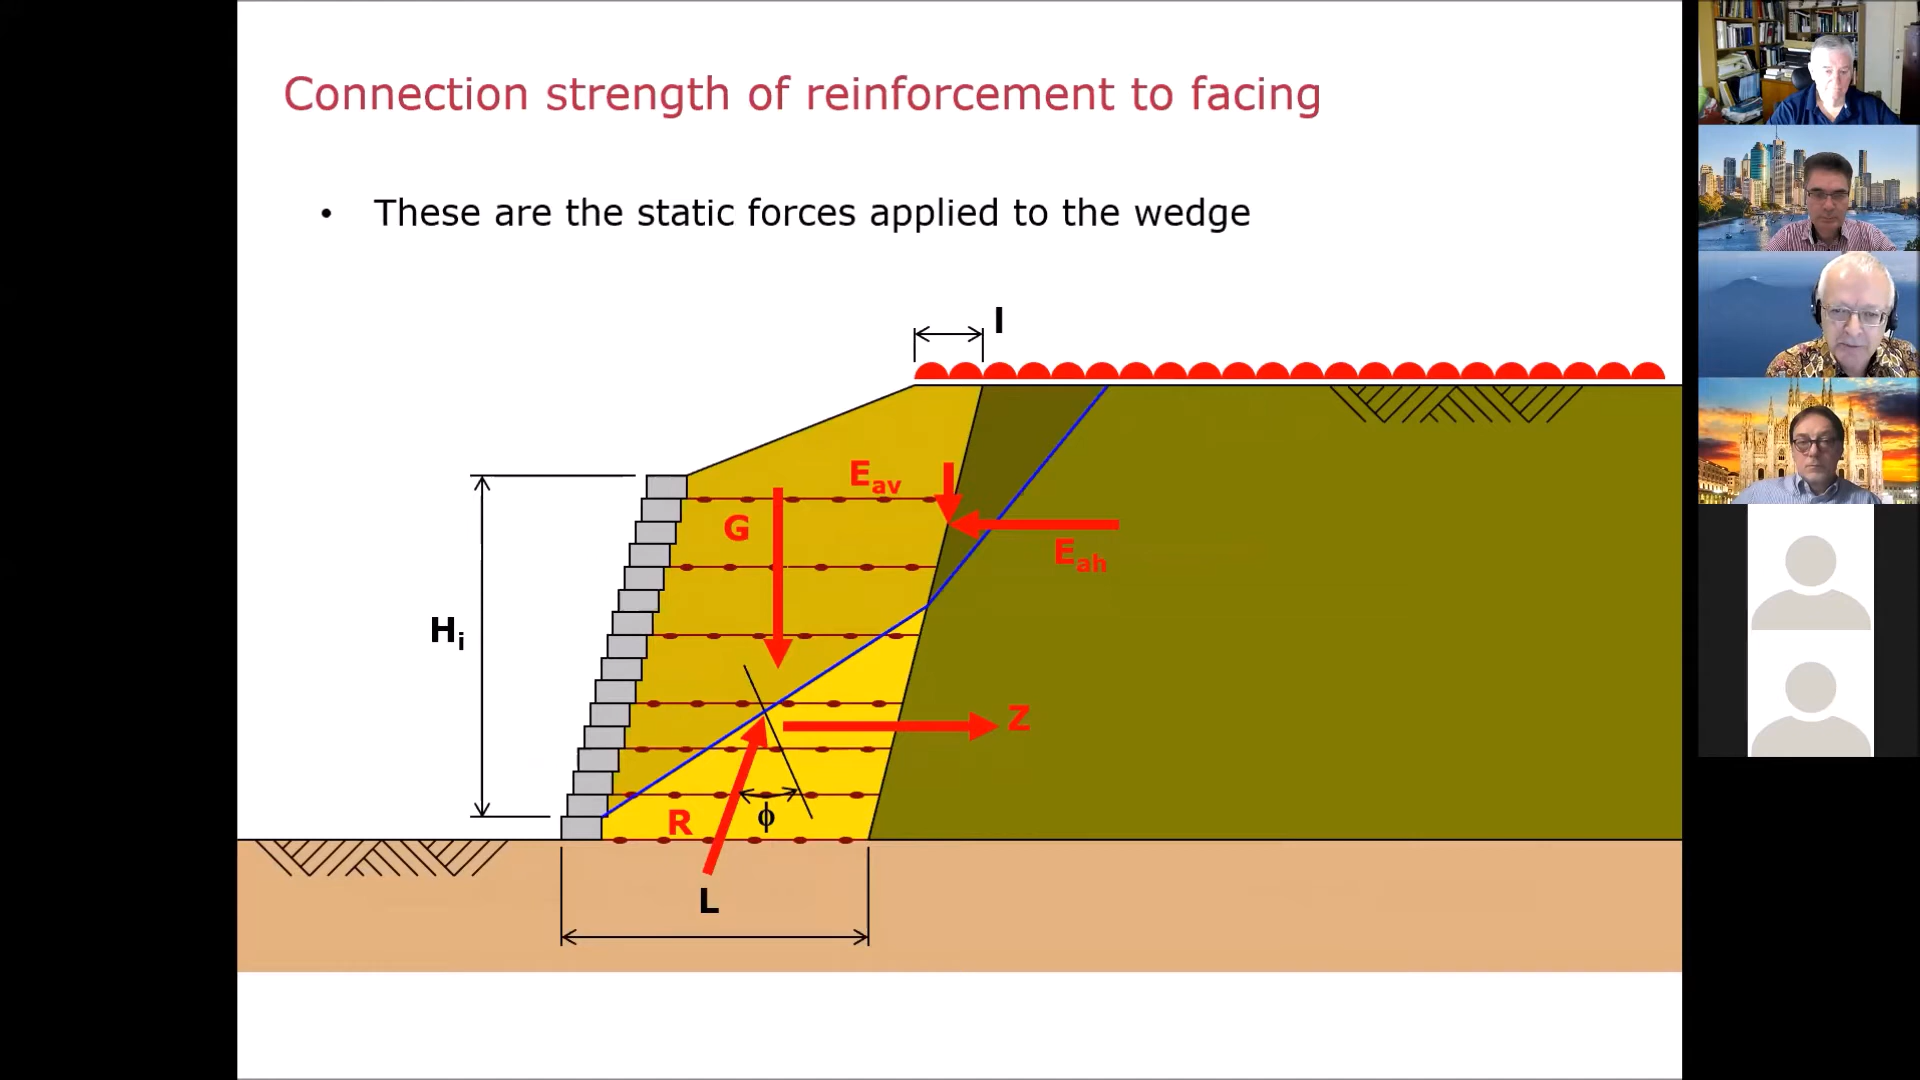 Connection strength of reinforcement to facing
• These are the static forces applied to the wedge
l
Eav
G
Eah
Hi
Z
R
ϕ
L